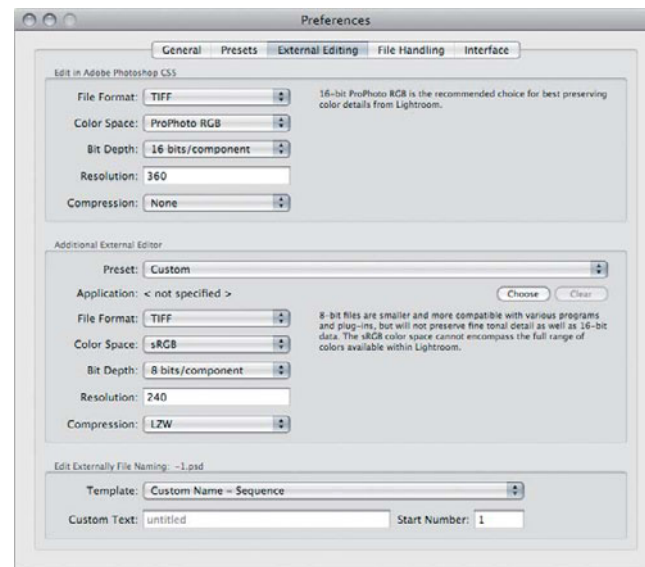 Preferences
General Presets External Editing File Handling Interface
Edit in Adobe Photoshop CS5
File Format: TIFF
16-bit ProPhoto RGB is the recommended choice for best preserving
color details from Lightroom.
Color Space: ProPhoto RGB
Bit Depth: 16 bits/component
Resolution: 360
Compression: None
Additional External Editor
Preset: Custom
Application: < not specified >
Choose Clear
File Format: TIFF
8-bit files are smaller and more compatible with various programs
and plug-ins, but will not preserve fine tonal detail as well as 16-bit
data. The sRGB color space cannot encompass the full range of
colors available within Lightroom.
Color Space: sRGB
Bit Depth: 8 bits/component
Resolution: 240
Compression: LZW
Edit Externally File Naming: -1.psd
Template: Custom Name - Sequence
Custom Text: untitled Start Number: 1